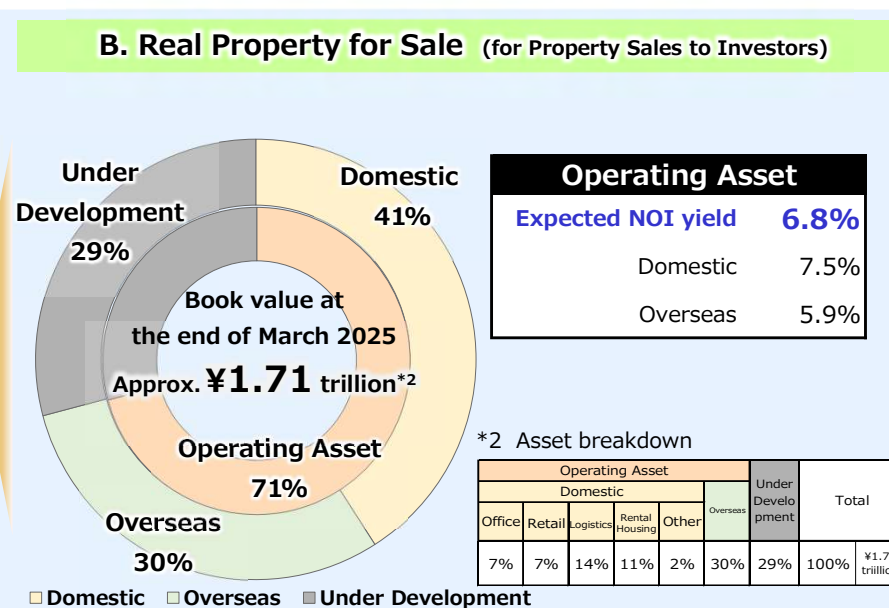 B. Real Property for Sale (for Property Sales to Investors)
Under
Development
29%
Domestic
41%
Book value at
the end of March 2025
Approx. ¥1.71 trillion*2
Operating Asset
71%
Overseas
30%
Domestic Overseas Under Development
Operating Asset
Expected NOI yield 6.8%
Domestic 7.5%
Overseas 5.9%
*2 Asset breakdown
Operating Asset
Under
Develo
pment
Total
Domestic
Overseas
Office Retail Logistics Rental
Housing Other
7% 7% 14% 11% 2% 30% 29% 100%